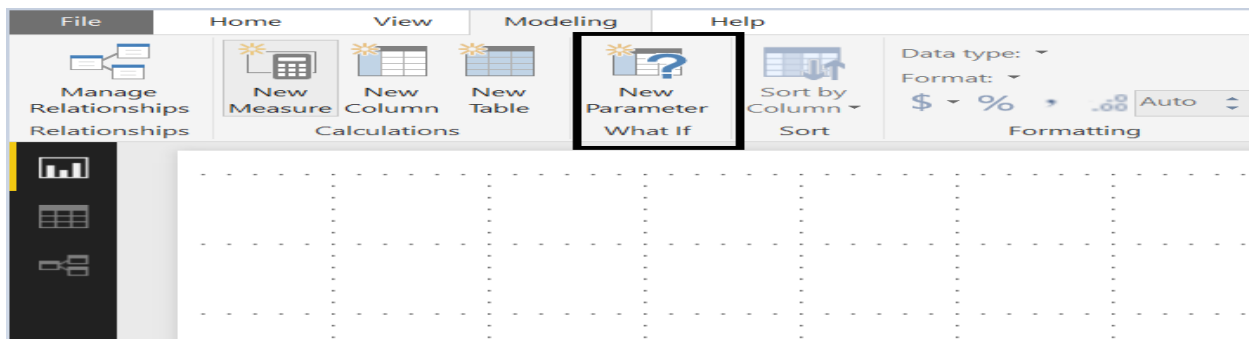 File Home View Modeling Help
Manage Relationships
New Measure
New Column
New Table
New Parameter
Sort by Column
Data type:
Format:
$ % , .00 Auto
Relationships Calculations What If Sort Formatting